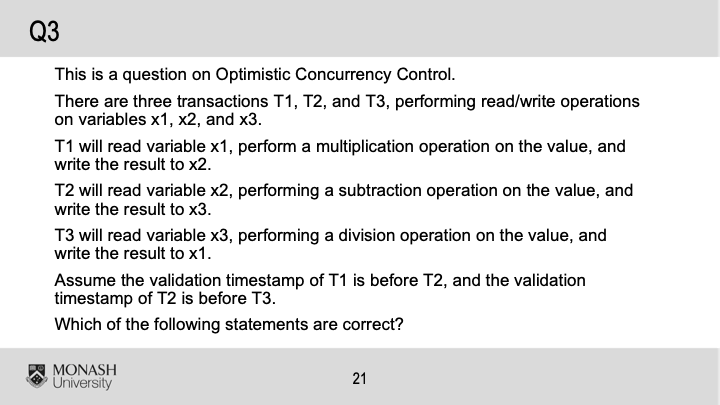 Q3
This is a question on Optimistic Concurrency Control.
There are three transactions T1, T2, and T3, performing read/write operations
on variables x1, x2, and x3.
T1 will read variable x1, perform a multiplication operation on the value, and
write the result to x2.
T2 will read variable x2, performing a subtraction operation on the value, and
write the result to x3.
T3 will read variable x3, performing a division operation on the value, and
write the result to x1.
Assume the validation timestamp of T1 is before T2, and the validation
timestamp of T2 is before T3.
Which of the following statements are correct?
MONASH
University
21